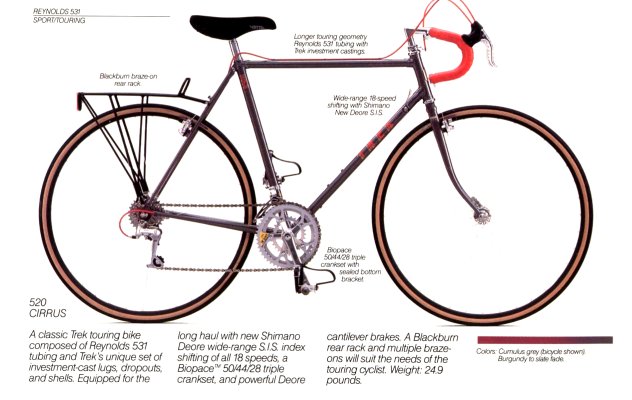 REYNOLDS 531
SPORT/TOURING
Longer touring geometry
Reynolds 531 tubing with
Trek investment castings.
Blackburn braze-on
rear rack
Wide-range 18-speed
shifting with Shimano
New Deore S.I.S.
TREK
Biopace
50/44/28 triple
crankset with
sealed bottom
bracket
520
CIRRUS
A classic Trek touring bike
composed of Reynolds 531
tubing and Trek's unique set of
investment-cast lugs, dropouts,
and shells. Equipped for the
long haul with new Shimano
Deore wide-range S.I.S. index
shifting of all 18 speeds, a
Biopace™ 50/44/28 triple
crankset, and powerful Deore
cantilever brakes. A Blackburn
rear rack and multiple braze-
ons will suit the needs of the
touring cyclist. Weight: 24.9
pounds.
Colors: Cumulus grey (bicycle shown)
Burgundy to slate fade.